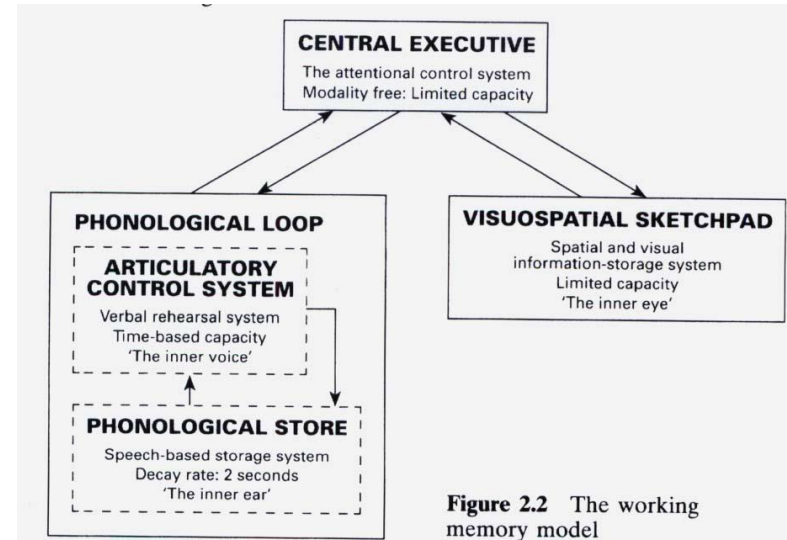 CENTRAL EXECUTIVE
The attentional control system
Modality free: Limited capacity
PHONOLOGICAL LOOP
ARTICULATORY
CONTROL SYSTEM
Verbal rehearsal system
Time-based capacity
'The inner voice'
PHONOLOGICAL STORE
Speech-based storage system
Decay rate: 2 seconds
'The inner ear'
VISUOSPATIAL SKETCHPAD
Spatial and visual
information-storage system
Limited capacity
'The inner eye'
Figure 2.2 The working
memory model